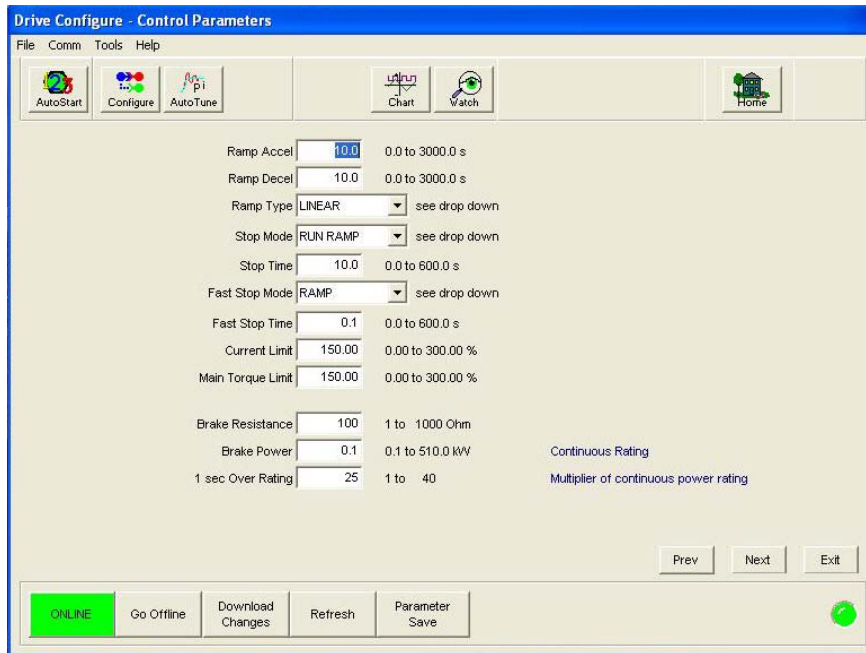 Drive Configure - Control Parameters
File Comm Tools Help
AutoStart Configure AutoTune Chart Watch Home
Ramp Accel 10.0 0.0 to 3000.0 s
Ramp Decel 10.0 0.0 to 3000.0 s
Ramp Type LINEAR see drop down
Stop Mode RUN RAMP see drop down
Stop Time 10.0 0.0 to 600.0 s
Fast Stop Mode RAMP see drop down
Fast Stop Time 0.1 0.0 to 600.0 s
Current Limit 150.00 0.00 to 300.00 %
Main Torque Limit 150.00 0.00 to 300.00 %
Brake Resistance 100 1 to 1000 Ohm
Brake Power 0.1 0.1 to 510.0 kW Continuous Rating
1 sec Over Rating 25 1 to 40 Multiplier of continuous power rating
Prev Next Exit
ONLINE Go Offline Download Changes Refresh Parameter Save